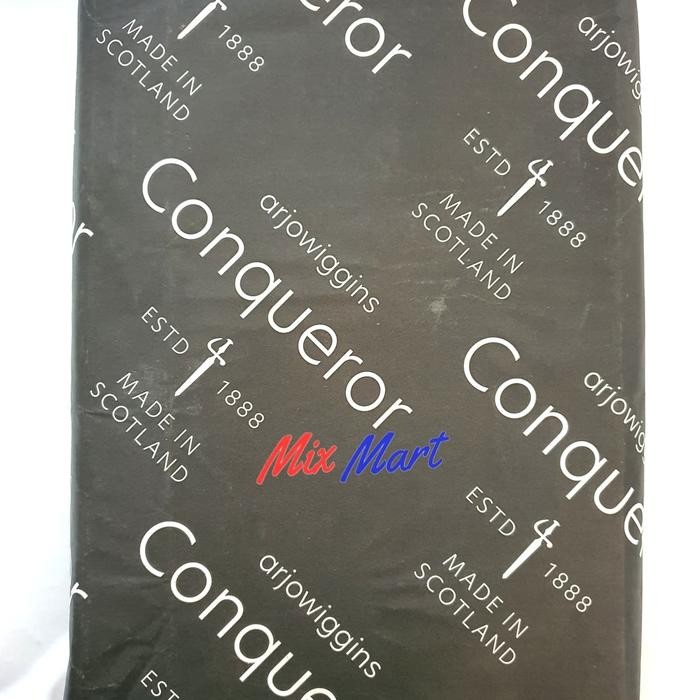 MADE IN
SCOTLAND
1888
Conqueror
arjowiggins
ESTD 1888
MADE IN
SCOTLAND
Conqueror
arjowiggins
ESTD 1888
MADE IN
SCOTLAND
Conqueror
arjowiggins
Mix Mart
ESTD 1888
MADE IN
SCOTLAND
Conqueror
arjowiggins
ESTD